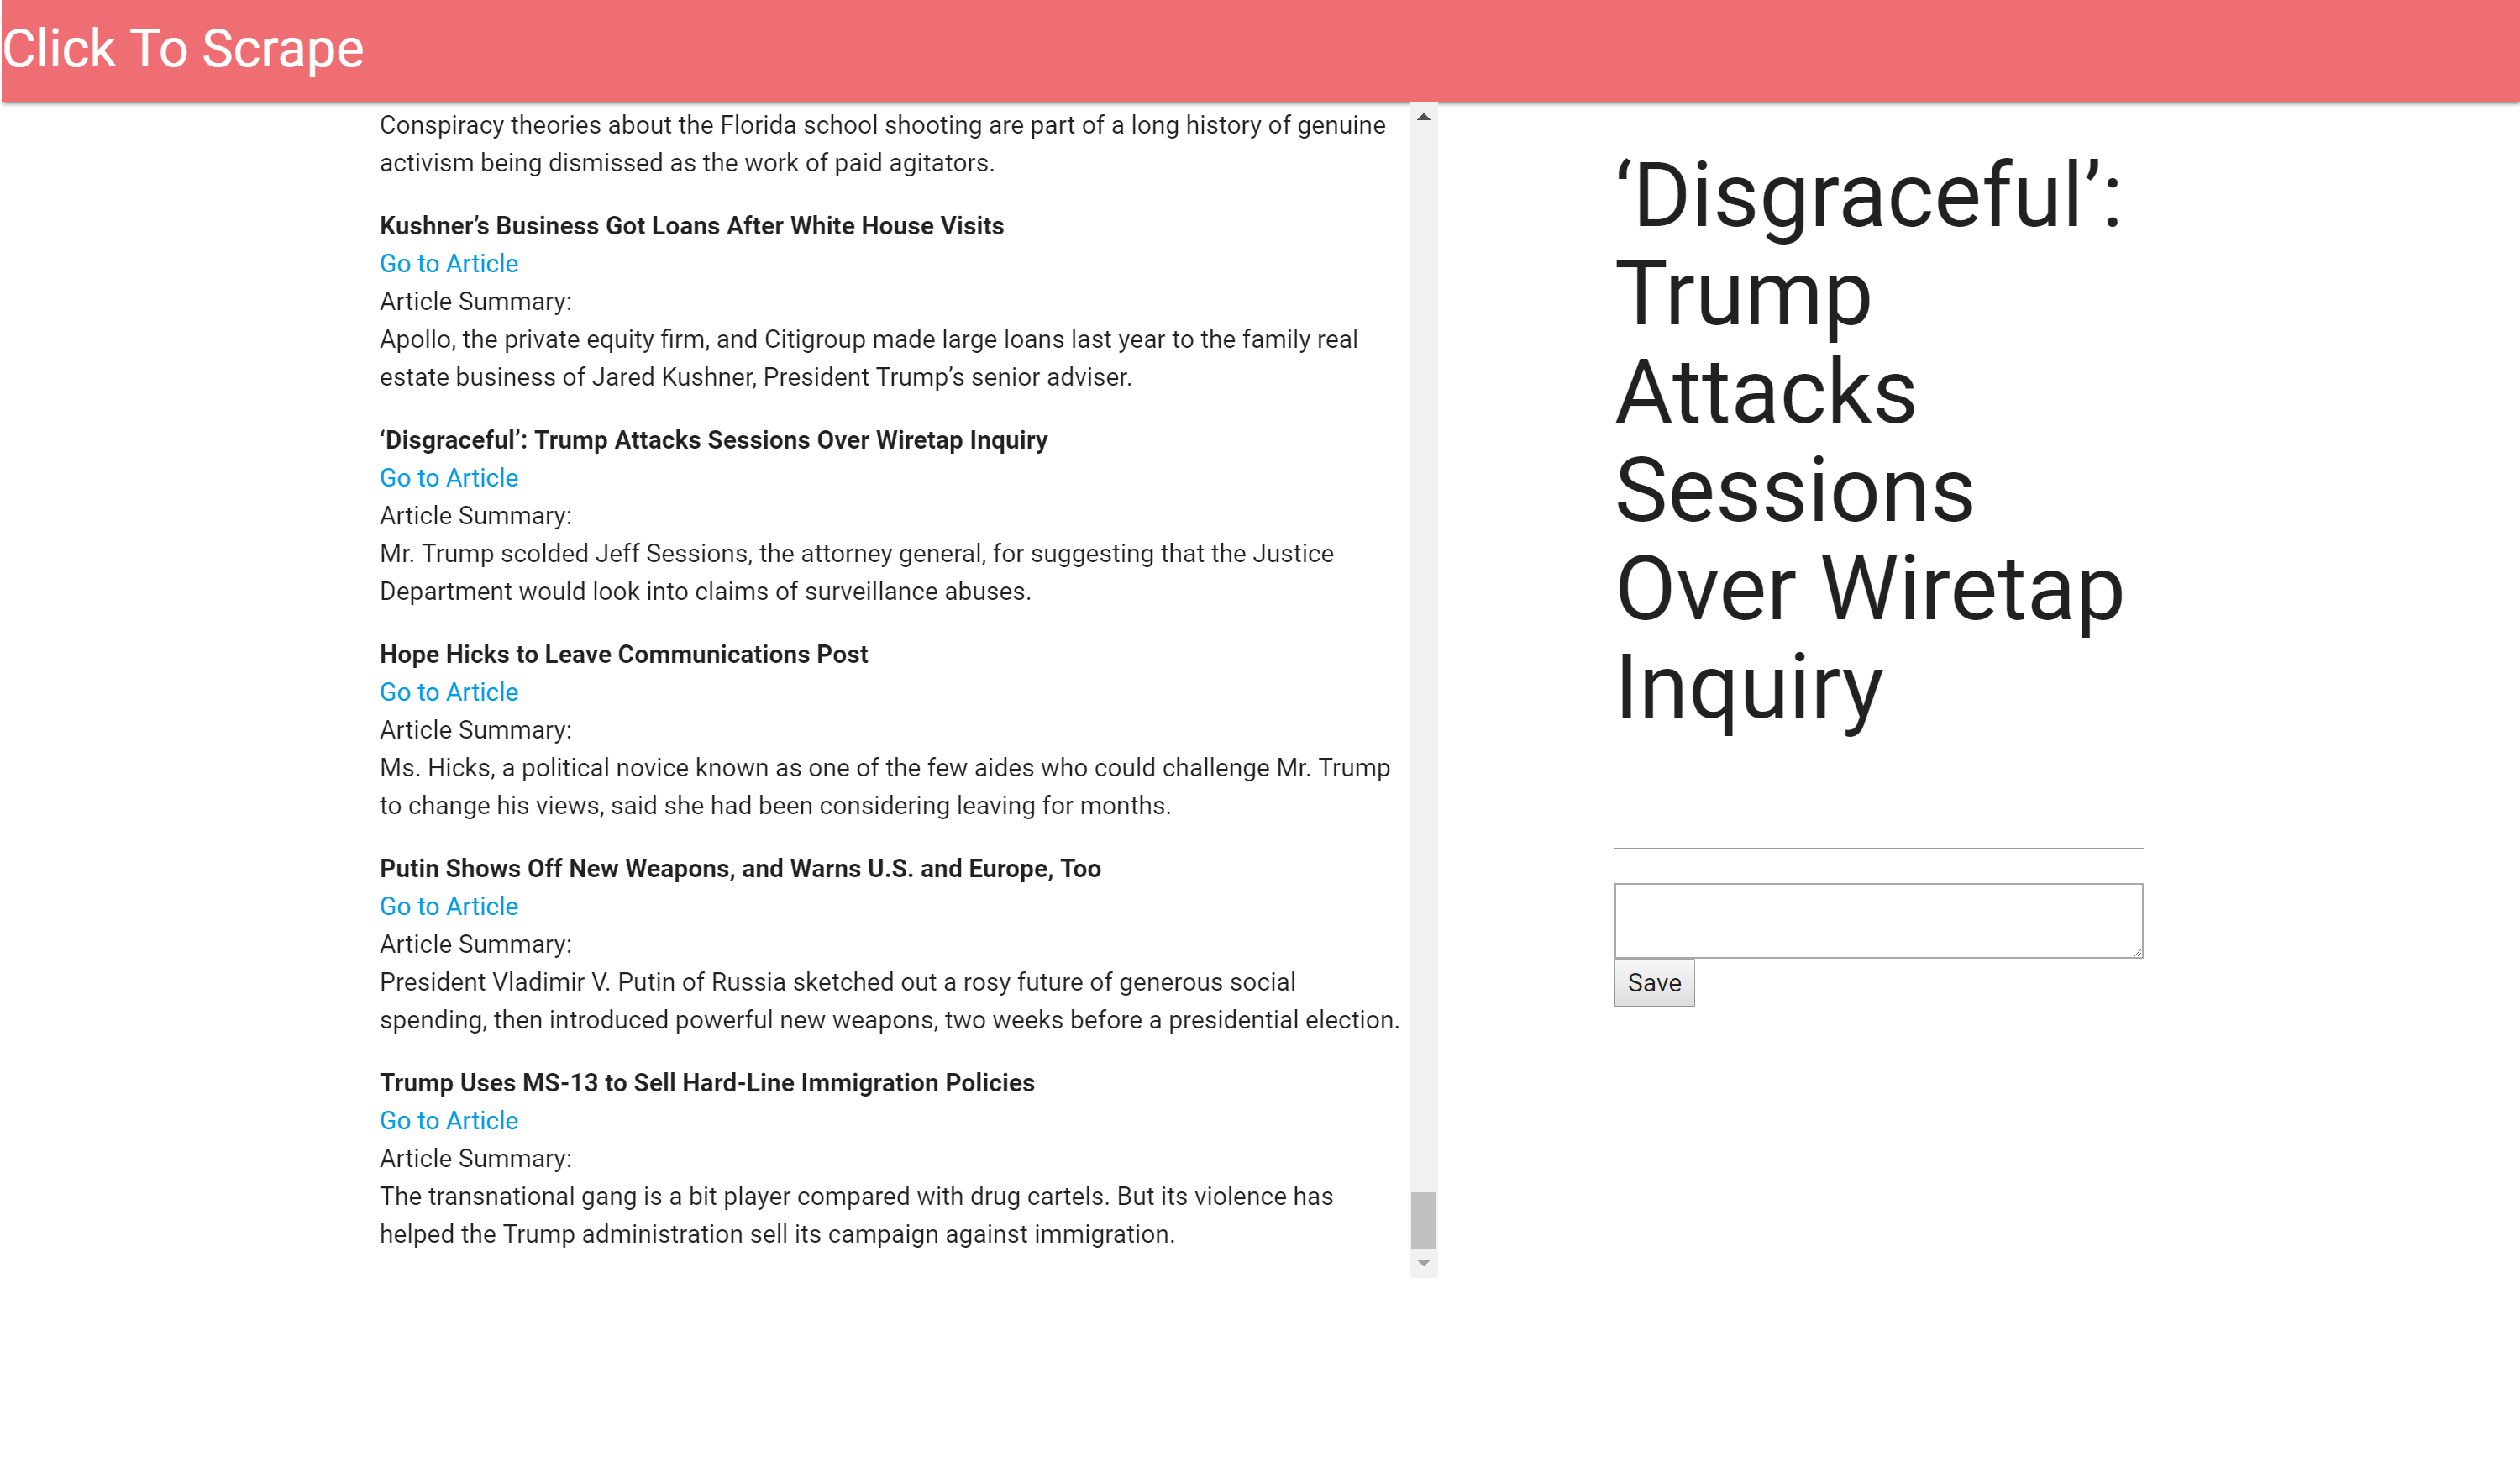 Click To Scrape
Conspiracy theories about the Florida school shooting are part of a long history of genuine
activism being dismissed as the work of paid agitators.
Kushner’s Business Got Loans After White House Visits
Go to Article
Article Summary:
Apollo, the private equity firm, and Citigroup made large loans last year to the family real
estate business of Jared Kushner, President Trump’s senior adviser.
‘Disgraceful’: Trump Attacks Sessions Over Wiretap Inquiry
Go to Article
Article Summary:
Mr. Trump scolded Jeff Sessions, the attorney general, for suggesting that the Justice
Department would look into claims of surveillance abuses.
Hope Hicks to Leave Communications Post
Go to Article
Article Summary:
Ms. Hicks, a political novice known as one of the few aides who could challenge Mr. Trump
to change his views, said she had been considering leaving for months.
Putin Shows Off New Weapons, and Warns U.S. and Europe, Too
Go to Article
Article Summary:
President Vladimir V. Putin of Russia sketched out a rosy future of generous social
spending, then introduced powerful new weapons, two weeks before a presidential election.
Trump Uses MS-13 to Sell Hard-Line Immigration Policies
Go to Article
Article Summary:
The transnational gang is a bit player compared with drug cartels. But its violence has
helped the Trump administration sell its campaign against immigration.
‘Disgraceful’:
Trump
Attacks
Sessions
Over Wiretap
Inquiry
Save